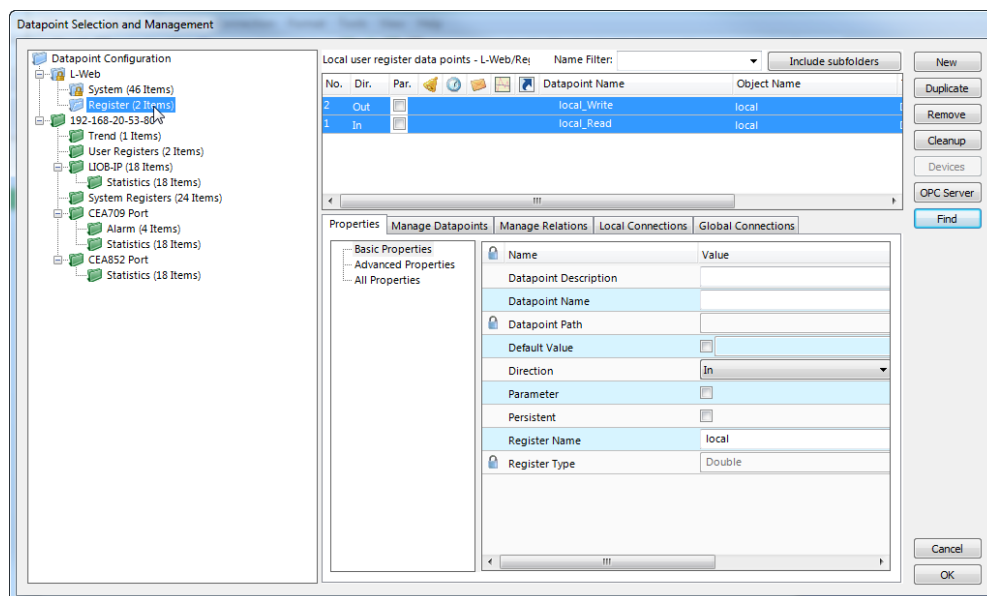 Datapoint Selection and Management
Datapoint Configuration
L-Web
System (46 Items)
Register (2 Items)
192-168-20-53-80
Trend (1 Items)
User Registers (2 Items)
LIOB-IP (18 Items)
Statistics (18 Items)
System Registers (24 Items)
CEA709 Port
Alarm (4 Items)
Statistics (18 Items)
CEA852 Port
Statistics (18 Items)
Local user register data points - L-Web/Reg Name Filter: Include subfolders
No. Dir. Par. Datapoint Name Object Name
2 Out local_Write local
1 In local_Read local
Properties Manage Datapoints Manage Relations Local Connections Global Connections
Basic Properties
Advanced Properties
All Properties
Name Value
Datapoint Description
Datapoint Name
Datapoint Path
Default Value
Direction In
Parameter
Persistent
Register Name local
Register Type Double
New
Duplicate
Remove
Cleanup
Devices
OPC Server
Find
Cancel
OK